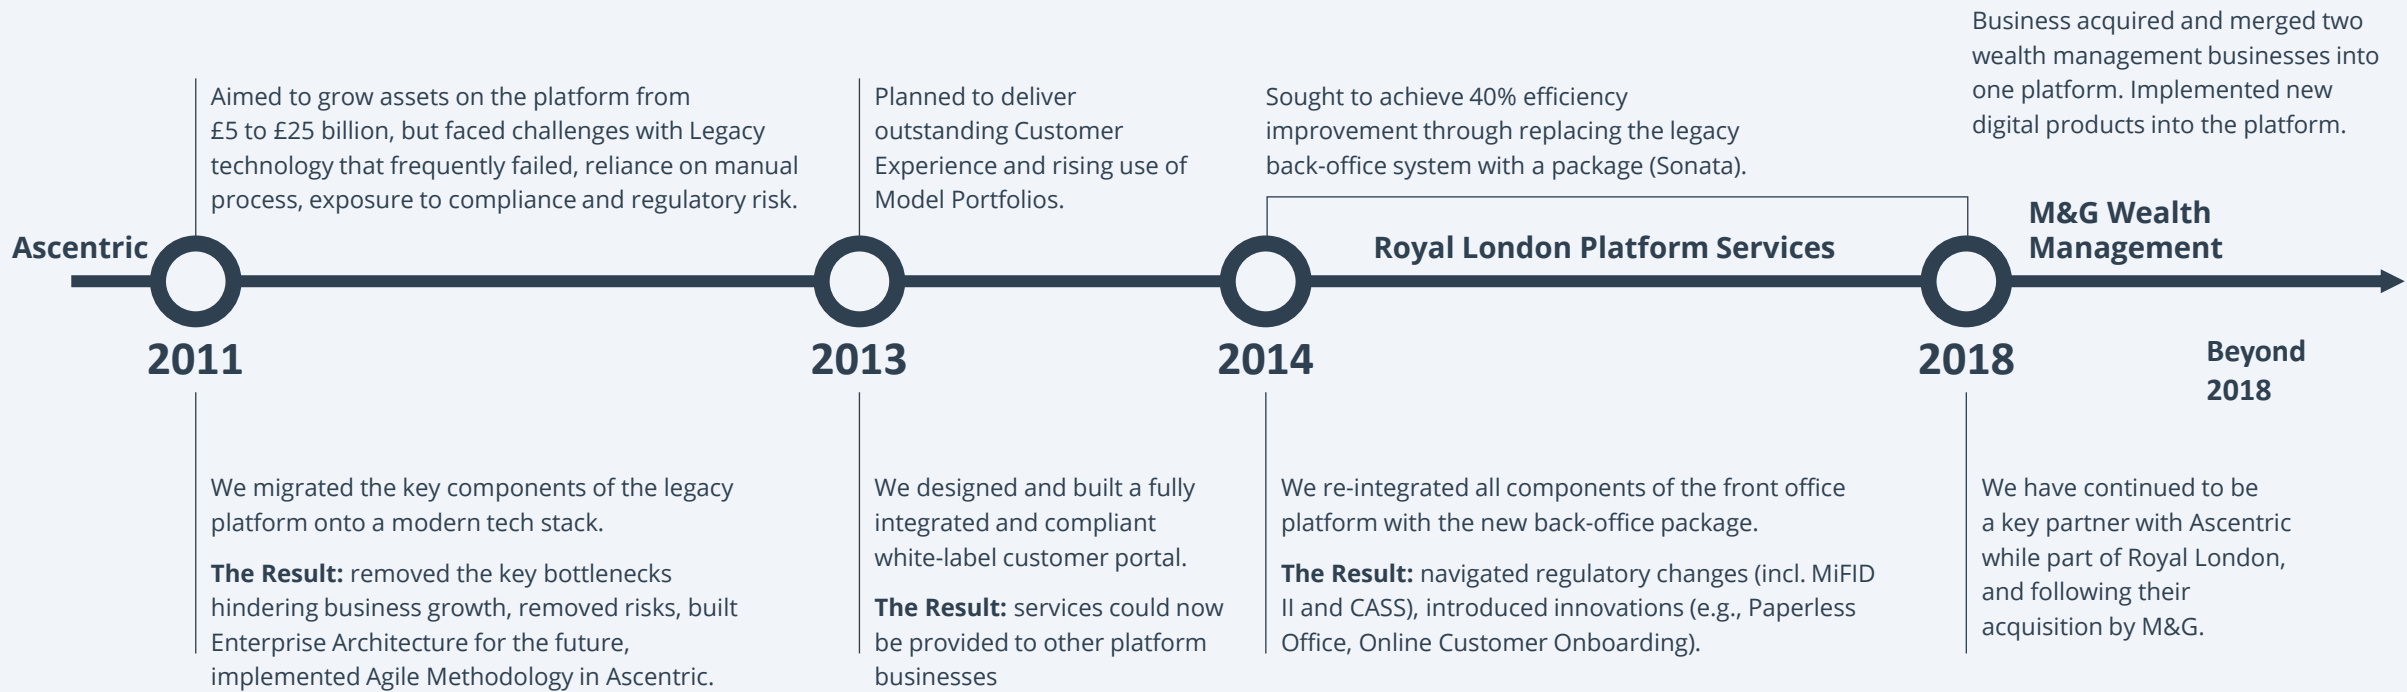 Business acquired and merged two
wealth management businesses into
one platform. Implemented new
digital products into the platform.
Aimed to grow assets on the platform from
£5 to £25 billion, but faced challenges with Legacy
technology that frequently failed, reliance on manual
process, exposure to compliance and regulatory risk.
Planned to deliver
outstanding Customer
Experience and rising use of
Model Portfolios.
Sought to achieve 40% efficiency
improvement through replacing the legacy
back-office system with a package (Sonata).
Ascentric
Royal London Platform Services
M&G Wealth
Management
2011
2013
2014
2018
Beyond
2018
We migrated the key components of the legacy
platform onto a modern tech stack.
The Result: removed the key bottlenecks
hindering business growth, removed risks, built
Enterprise Architecture for the future,
implemented Agile Methodology in Ascentric.
We designed and built a fully
integrated and compliant
white-label customer portal.
The Result: services could now
be provided to other platform
businesses
We re-integrated all components of the front office
platform with the new back-office package.
The Result: navigated regulatory changes (incl. MiFID
II and CASS), introduced innovations (e.g., Paperless
Office, Online Customer Onboarding).
We have continued to be
a key partner with Ascentric
while part of Royal London,
and following their
acquisition by M&G.